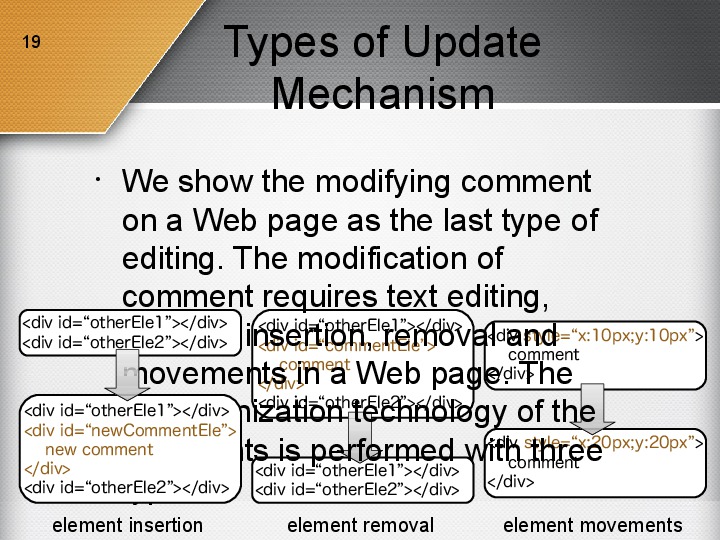 19
Types of Update
Mechanism
• We show the modifying comment
on a Web page as the last type of
editing. The modification of
comment requires text editing,
insertion, removal and
movements in a Web page. The
technology of the
is performed with three
<div id=“otherEle1”></div>
<div id=“otherEle2”></div>
<div id=“otherEle1”></div>
<div id=“newCommentEle”>
new comment
</div>
<div id=“otherEle2”></div>
element insertion
<div id=“otherEle1”></div>
<div id=“commentEle”>
comment
</div>
<div id=“otherEle2”></div>
<div id=“otherEle1”></div>
<div id=“otherEle2”></div>
element removal
<div style=“x:10px;y:10px”>
comment
</div>
<div style=“x:20px;y:20px”>
comment
</div>
element movements